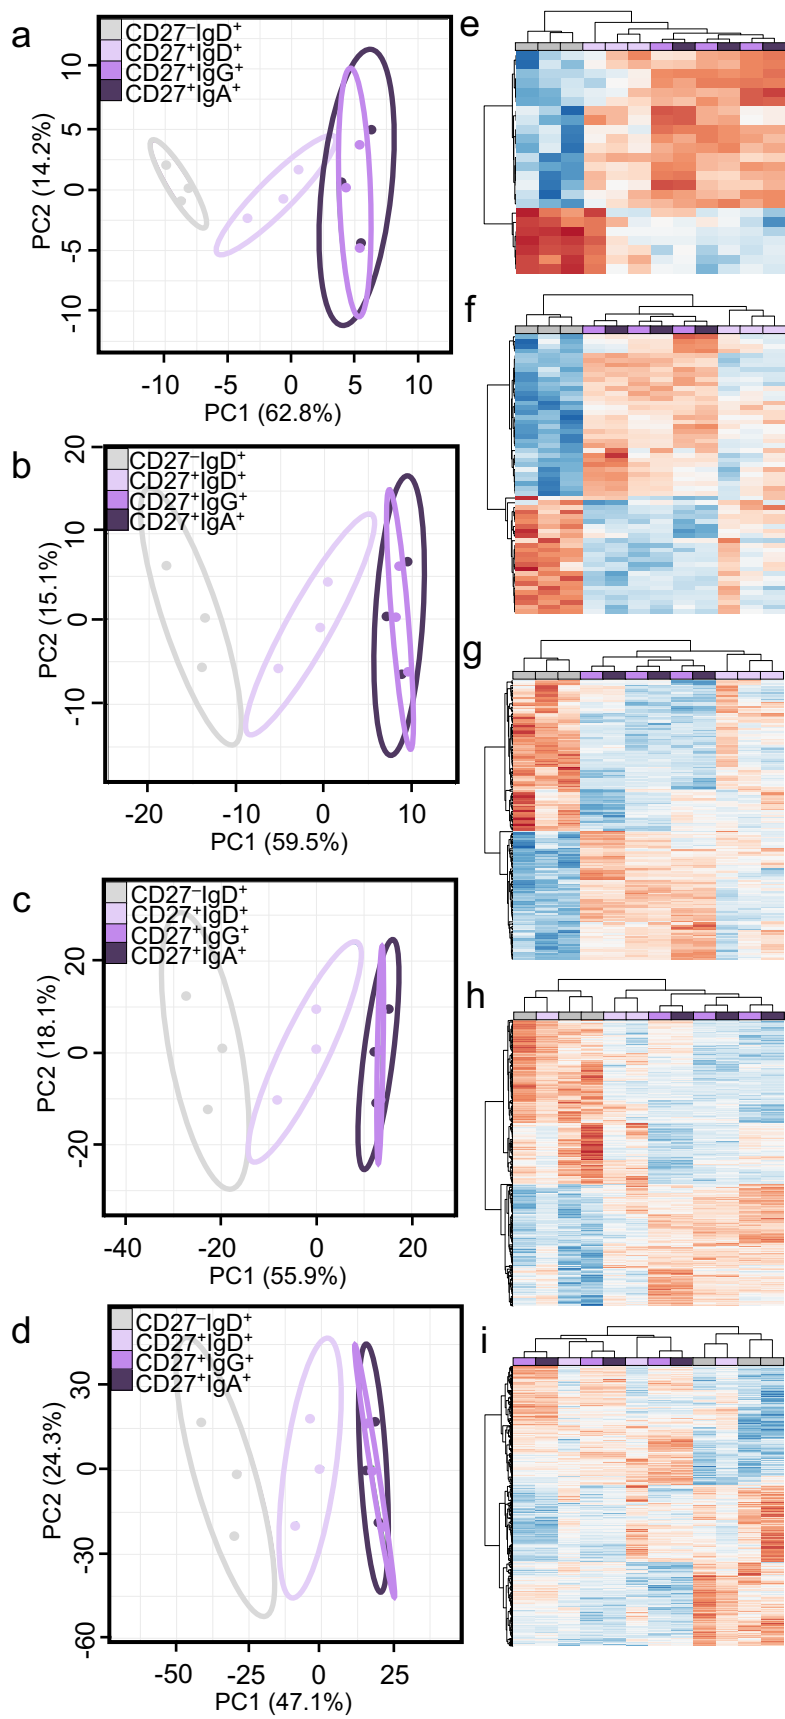 a
CD27⁻IgD⁺
CD27⁺IgD⁺
CD27⁺IgG⁺
CD27⁺IgA⁺
10
5
0
-5
-10
PC2 (14.2%)
-10 -5 0 5 10
PC1 (62.8%)
b
CD27⁻IgD⁺
CD27⁺IgD⁺
CD27⁺IgG⁺
CD27⁺IgA⁺
20
10
0
-10
PC2 (15.1%)
-20 -10 0 10
PC1 (59.5%)
c
CD27⁻IgD⁺
CD27⁺IgD⁺
CD27⁺IgG⁺
CD27⁺IgA⁺
20
0
-20
PC2 (18.1%)
-40 -20 0 20
PC1 (55.9%)
d
CD27⁻IgD⁺
CD27⁺IgD⁺
CD27⁺IgG⁺
CD27⁺IgA⁺
30
0
-30
-60
PC2 (24.3%)
-50 -25 0 25
PC1 (47.1%)
e
f
g
h
i